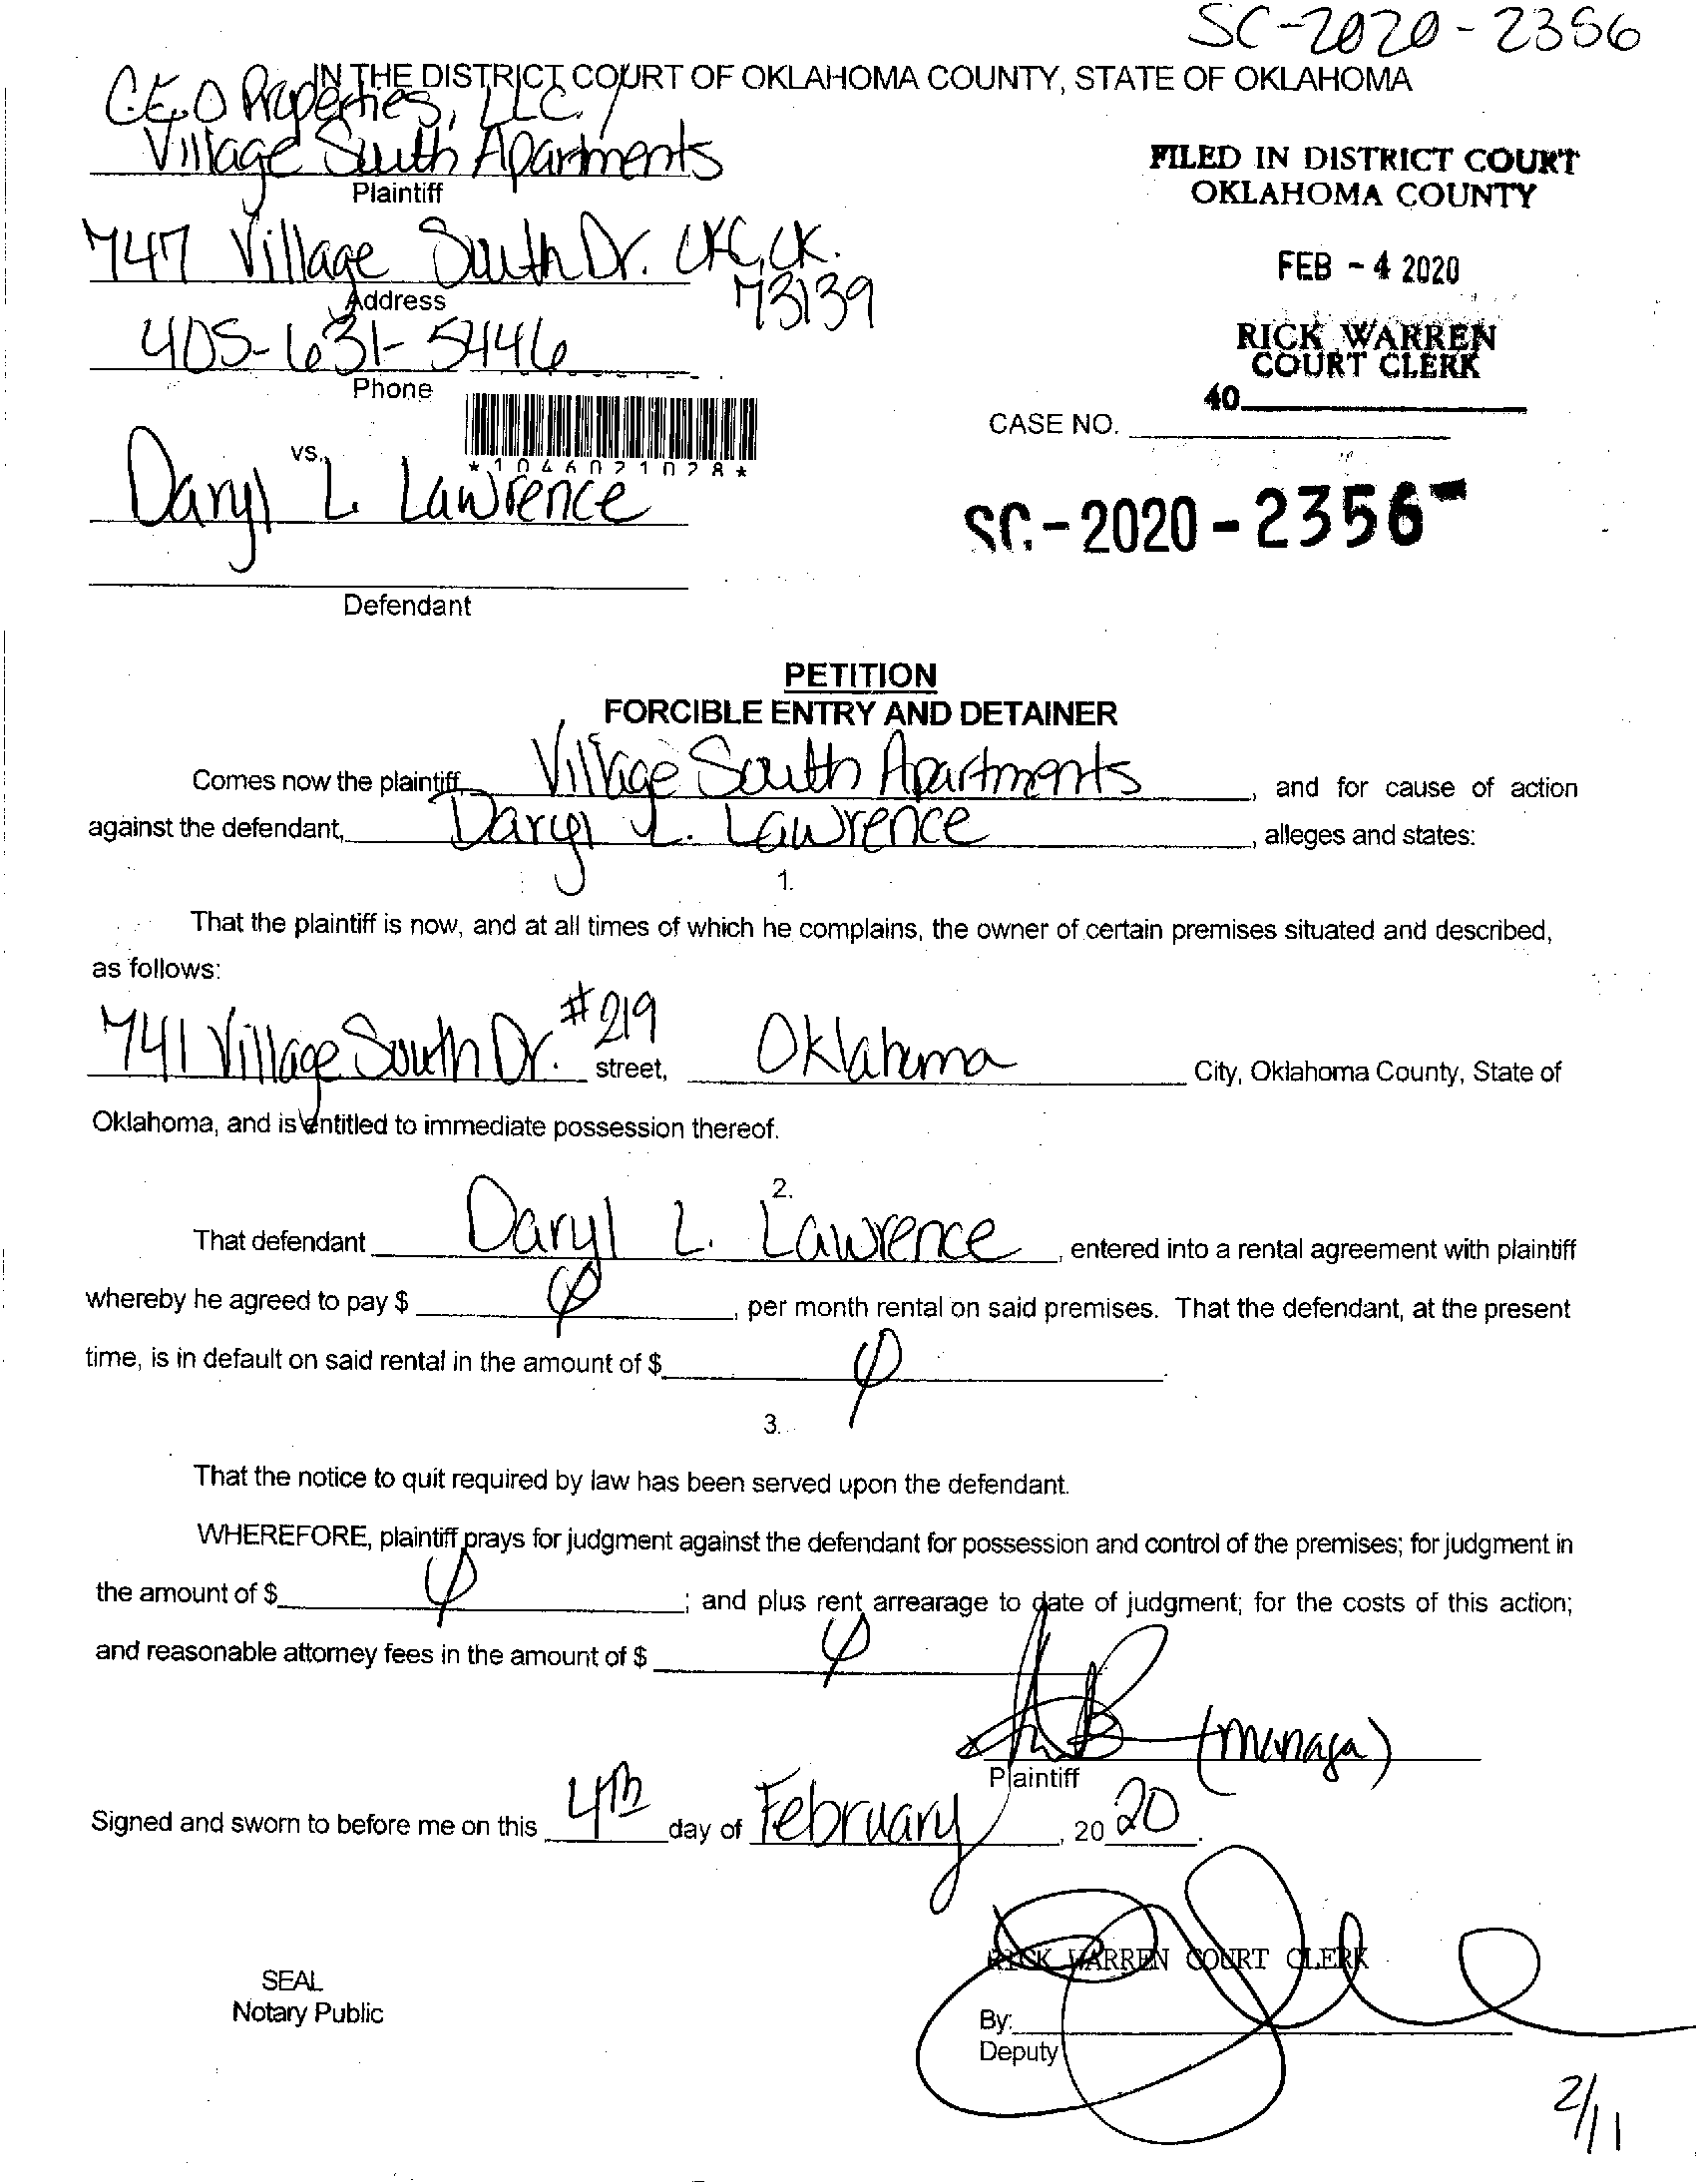 SC-2020-2356
IN THE DISTRICT COURT OF OKLAHOMA COUNTY, STATE OF OKLAHOMA
C.E.O Properties, LLC. /
Village South Apartments
Plaintiff
FILED IN DISTRICT COURT
OKLAHOMA COUNTY
747 Village South Dr. OKC, OK.
73139
Address
FEB - 4 2020
405-631-5446
Phone
RICK WARREN
COURT CLERK
40
CASE NO.
vs.
*1046021028*
Daryl L. Lawrence
SC-2020-2356-
Defendant
PETITION
FORCIBLE ENTRY AND DETAINER
Comes now the plaintiff Village South Apartments, and for cause of action
against the defendant, Daryl L. Lawrence, alleges and states:
1.
That the plaintiff is now, and at all times of which he complains, the owner of certain premises situated and described,
as follows:
741 Village South Dr. #219 street, Oklahoma City, Oklahoma County, State of
Oklahoma, and is entitled to immediate possession thereof.
2.
That defendant Daryl L. Lawrence, entered into a rental agreement with plaintiff
whereby he agreed to pay $ φ, per month rental on said premises. That the defendant, at the present
time, is in default on said rental in the amount of $ φ.
3.
That the notice to quit required by law has been served upon the defendant.
WHEREFORE, plaintiff prays for judgment against the defendant for possession and control of the premises; for judgment in
the amount of $ φ; and plus rent arrearage to date of judgment; for the costs of this action;
and reasonable attorney fees in the amount of $ φ
(manager)
Plaintiff
Signed and sworn to before me on this 4th day of February, 2020.
RICK WARREN COURT CLERK
SEAL
Notary Public
By:
Deputy
2/11